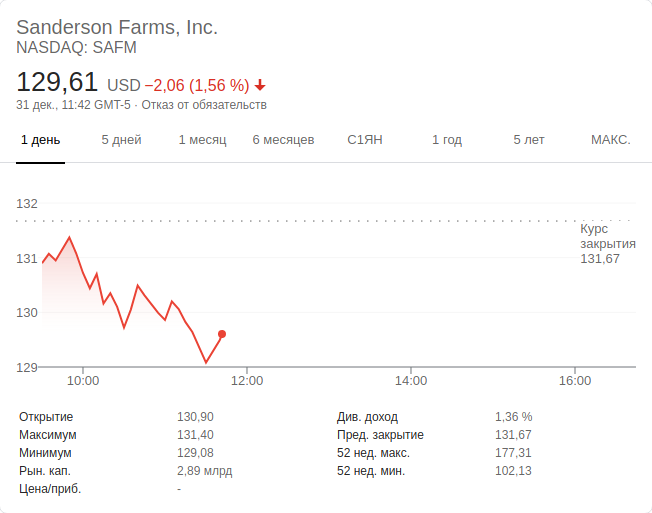 Sanderson Farms, Inc.
NASDAQ: SAFM
129,61 USD −2,06 (1,56 %)
31 дек., 11:42 GMT-5 · Отказ от обязательств
1 день 5 дней 1 месяц 6 месяцев С1ЯН 1 год 5 лет МАКС.
132
Курс
закрытия
131,67
131
130
129
10:00 12:00 14:00 16:00
Открытие 130,90 Див. доход 1,36 %
Максимум 131,40 Пред. закрытие 131,67
Минимум 129,08 52 нед. макс. 177,31
Рын. кап. 2,89 млрд 52 нед. мин. 102,13
Цена/приб. -